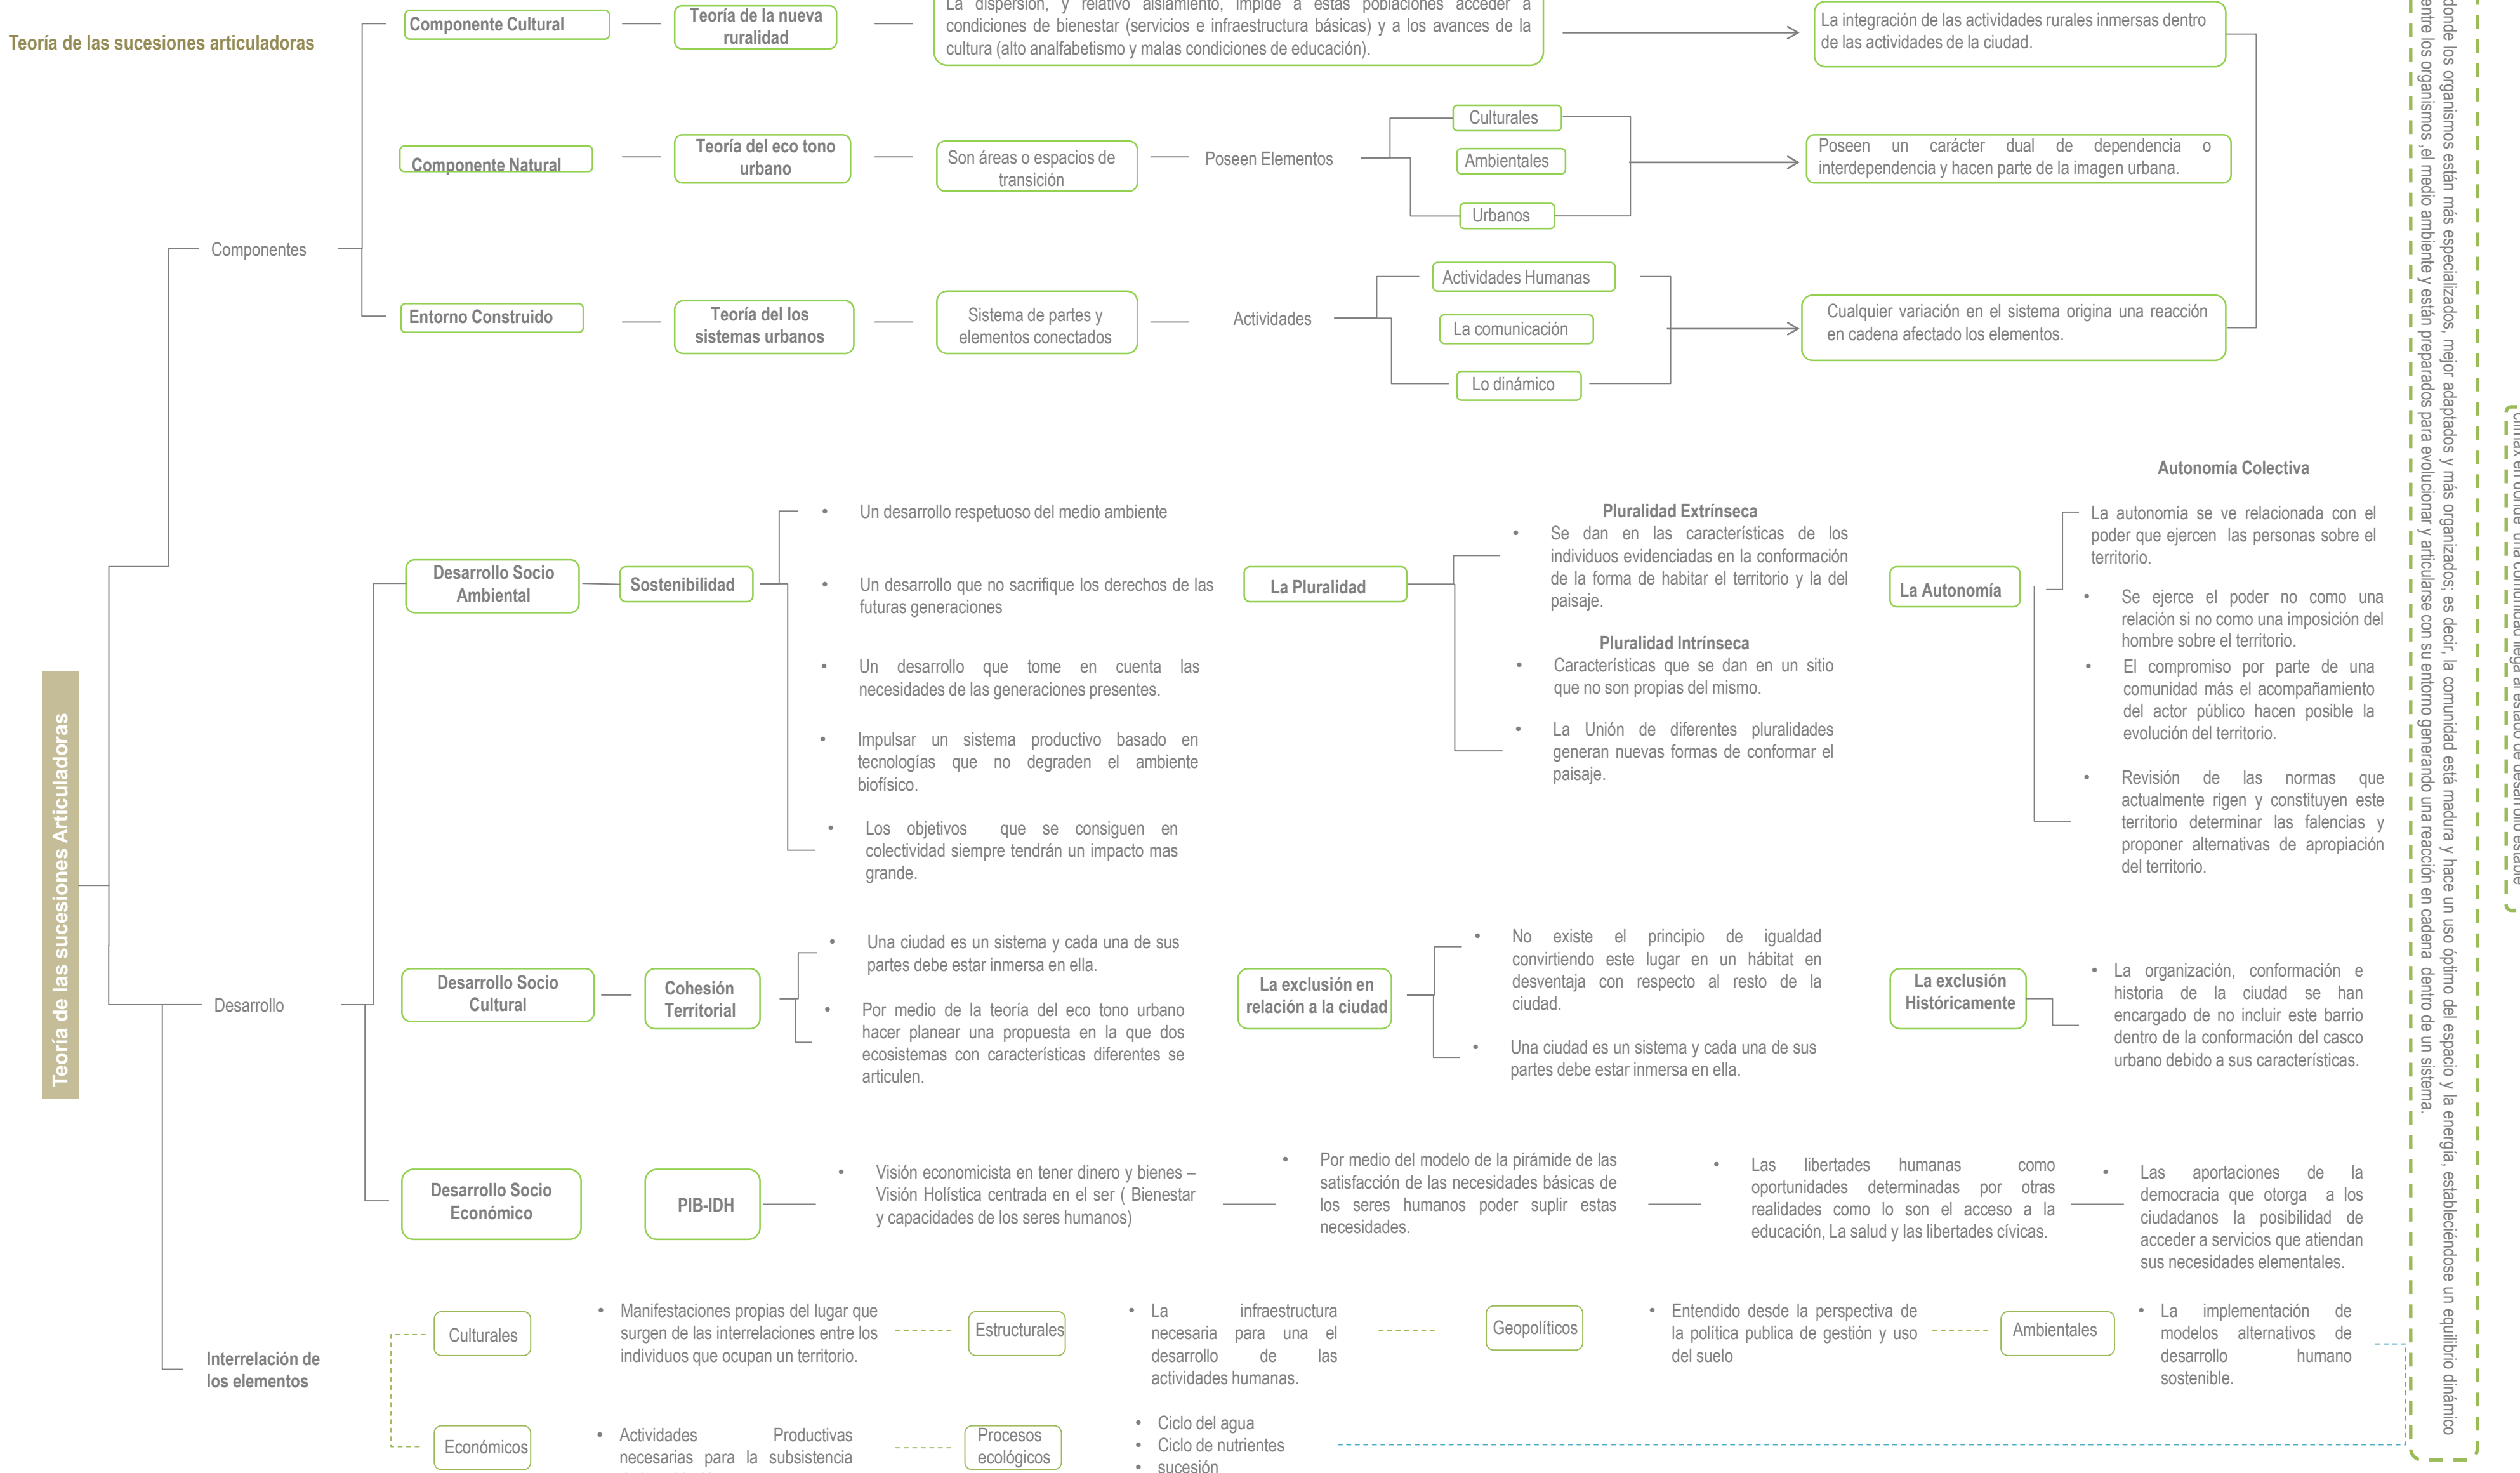 La dispersión, y relativo aislamiento, impide a estas poblaciones acceder a
condiciones de bienestar (servicios e infraestructura básicas) y a los avances de la
cultura (alto analfabetismo y malas condiciones de educación).
Componente Cultural
Teoría de la nueva
ruralidad
La integración de las actividades rurales inmersas dentro
de las actividades de la ciudad.
Teoría de las sucesiones articuladoras
Componente Natural
Teoría del eco tono
urbano
Son áreas o espacios de
transición
Poseen Elementos
Culturales
Ambientales
Urbanos
Poseen un carácter dual de dependencia o
interdependencia y hacen parte de la imagen urbana.
Componentes
Entorno Construido
Teoría del los
sistemas urbanos
Sistema de partes y
elementos conectados
Actividades
Actividades Humanas
La comunicación
Lo dinámico
Cualquier variación en el sistema origina una reacción
en cadena afectado los elementos.
Teoría de las sucesiones Articuladoras
Desarrollo Socio
Ambiental
Sostenibilidad
• Un desarrollo respetuoso del medio ambiente
• Un desarrollo que no sacrifique los derechos de las
futuras generaciones
• Un desarrollo que tome en cuenta las
necesidades de las generaciones presentes.
• Impulsar un sistema productivo basado en
tecnologías que no degraden el ambiente
biofísico.
• Los objetivos que se consiguen en
colectividad siempre tendrán un impacto mas
grande.
La Pluralidad
Pluralidad Extrínseca
• Se dan en las características de los
individuos evidenciadas en la conformación
de la forma de habitar el territorio y la del
paisaje.
Pluralidad Intrínseca
• Características que se dan en un sitio
que no son propias del mismo.
• La Unión de diferentes pluralidades
generan nuevas formas de conformar el
paisaje.
La Autonomía
Autonomía Colectiva
La autonomía se ve relacionada con el
poder que ejercen las personas sobre el
territorio.
• Se ejerce el poder no como una
relación si no como una imposición del
hombre sobre el territorio.
• El compromiso por parte de una
comunidad más el acompañamiento
del actor público hacen posible la
evolución del territorio.
• Revisión de las normas que
actualmente rigen y constituyen este
territorio determinar las falencias y
proponer alternativas de apropiación
del territorio.
Desarrollo
Desarrollo Socio
Cultural
Cohesión
Territorial
• Una ciudad es un sistema y cada una de sus
partes debe estar inmersa en ella.
• Por medio de la teoría del eco tono urbano
hacer planear una propuesta en la que dos
ecosistemas con características diferentes se
articulen.
La exclusión en
relación a la ciudad
• No existe el principio de igualdad
convirtiendo este lugar en un hábitat en
desventaja con respecto al resto de la
ciudad.
• Una ciudad es un sistema y cada una de sus
partes debe estar inmersa en ella.
La exclusión
Históricamente
• La organización, conformación e
historia de la ciudad se han
encargado de no incluir este barrio
dentro de la conformación del casco
urbano debido a sus características.
Desarrollo Socio
Económico
PIB-IDH
• Visión economicista en tener dinero y bienes –
Visión Holística centrada en el ser ( Bienestar
y capacidades de los seres humanos)
• Por medio del modelo de la pirámide de las
satisfacción de las necesidades básicas de
los seres humanos poder suplir estas
necesidades.
• Las libertades humanas como
oportunidades determinadas por otras
realidades como lo son el acceso a la
educación, La salud y las libertades cívicas.
• Las aportaciones de la
democracia que otorga a los
ciudadanos la posibilidad de
acceder a servicios que atiendan
sus necesidades elementales.
Interrelación de
los elementos
Culturales
• Manifestaciones propias del lugar que
surgen de las interrelaciones entre los
individuos que ocupan un territorio.
Estructurales
• La infraestructura
necesaria para una el
desarrollo de las
actividades humanas.
Geopolíticos
• Entendido desde la perspectiva de
la política publica de gestión y uso
del suelo
Ambientales
• La implementación de
modelos alternativos de
desarrollo humano
sostenible.
Económicos
• Actividades Productivas
necesarias para la subsistencia
Procesos
ecológicos
• Ciclo del agua
• Ciclo de nutrientes
• sucesión
donde los organismos están más especializados, mejor adaptados y más organizados; es decir, la comunidad está madura y hace un uso óptimo del espacio y la energía, estableciéndose un equilibrio dinámico
entre los organismos ,el medio ambiente y están preparados para evolucionar y articularse con su entorno generando una reacción en cadena dentro de un sistema.
climax en donde una comunidad llega al estado de desarrollo estable